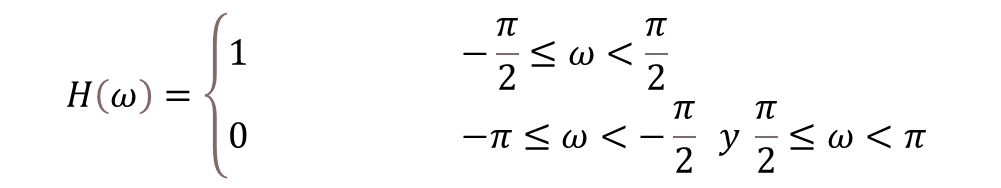 H(ω) = { 1    −π/2 ≤ ω < π/2
0    −π ≤ ω < −π/2 y π/2 ≤ ω < π